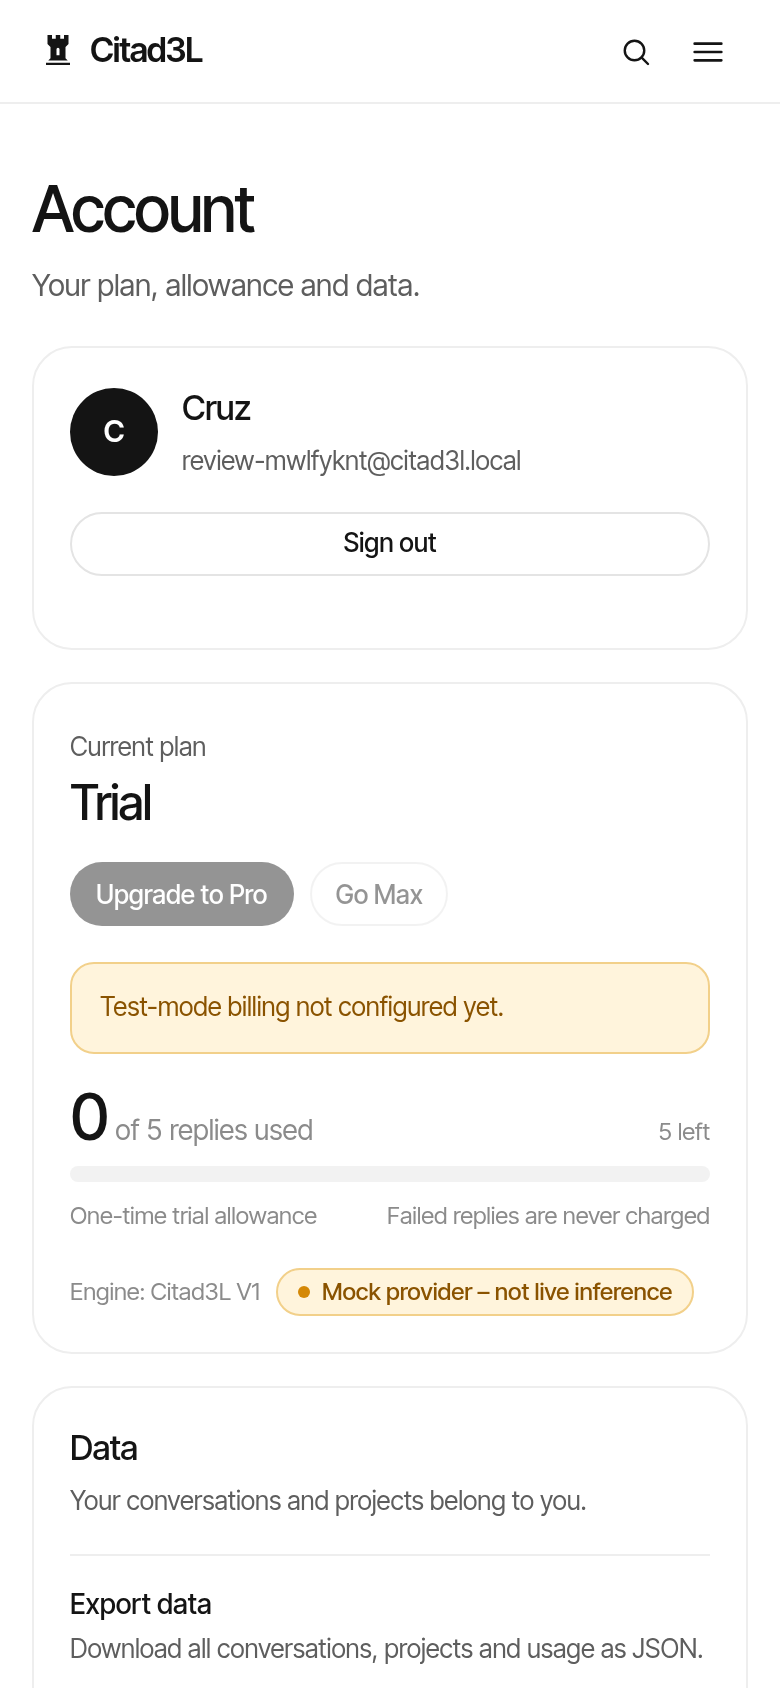 Citad3L
Account
Your plan, allowance and data.
C
Cruz
review-mwlfyknt@citad3l.local
Sign out
Current plan
Trial
Upgrade to Pro
Go Max
Test-mode billing not configured yet.
0 of 5 replies used
5 left
One-time trial allowance
Failed replies are never charged
Engine: Citad3L V1
Mock provider – not live inference
Data
Your conversations and projects belong to you.
Export data
Download all conversations, projects and usage as JSON.